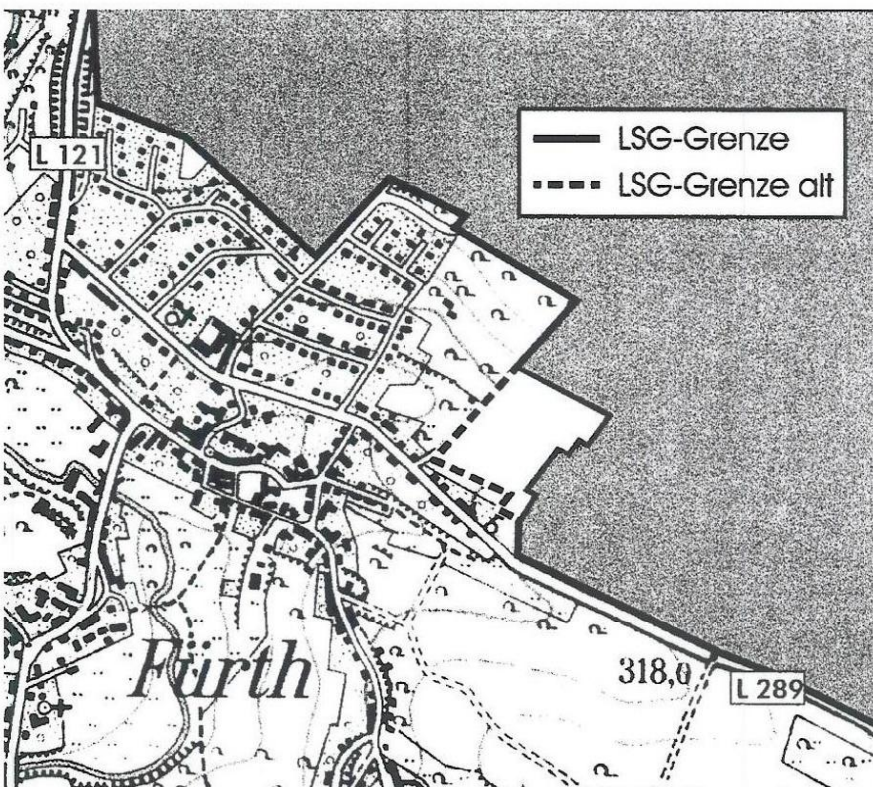 L 121
LSG-Grenze
LSG-Grenze alt
Furth
318,0
L 289